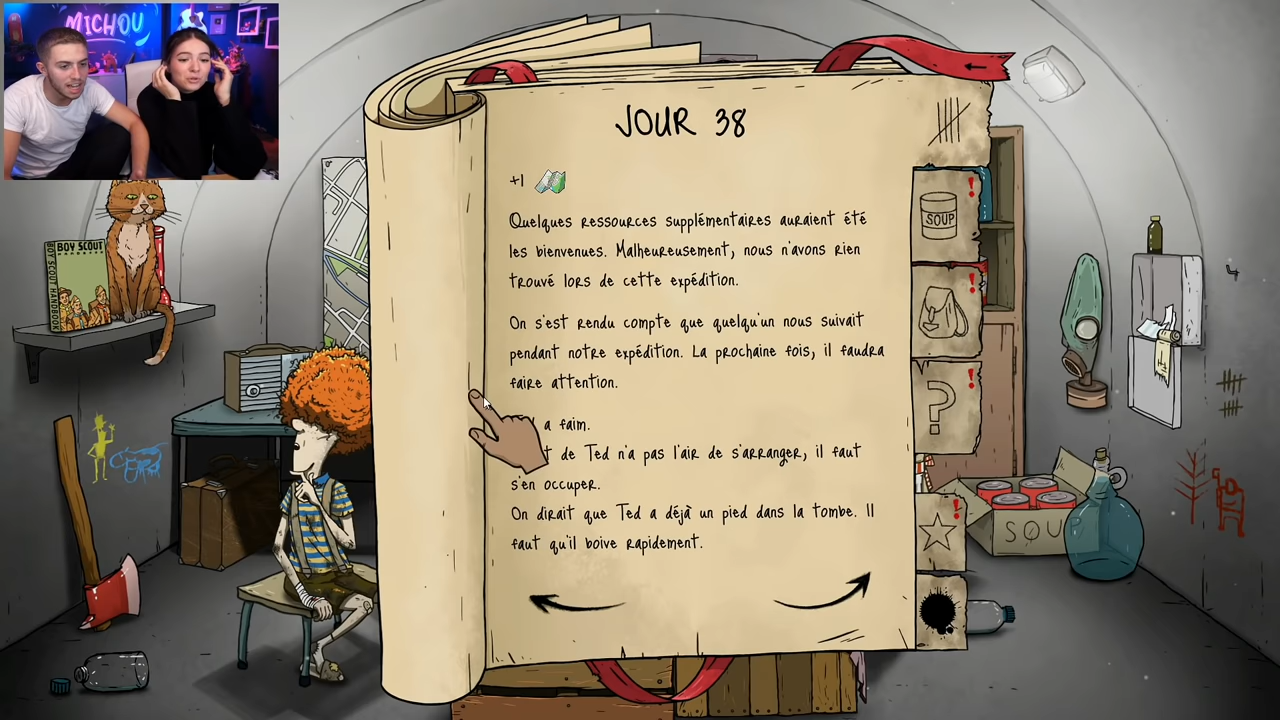 MICHOU
JOUR 38
+1
Quelques ressources supplémentaires auraient été
les bienvenues. Malheureusement, nous n'avons rien
trouvé lors de cette expédition.
On s'est rendu compte que quelqu'un nous suivait
pendant notre expédition. La prochaine fois, il faudra
faire attention.
a faim.
de Ted n'a pas l'air de s'arranger, il faut
s'en occuper.
On dirait que Ted a déjà un pied dans la tombe. Il
faut qu'il boive rapidement.
SOUP
?
BOY SCOUT
BOY SCOUT HANDBOOK
SOUP